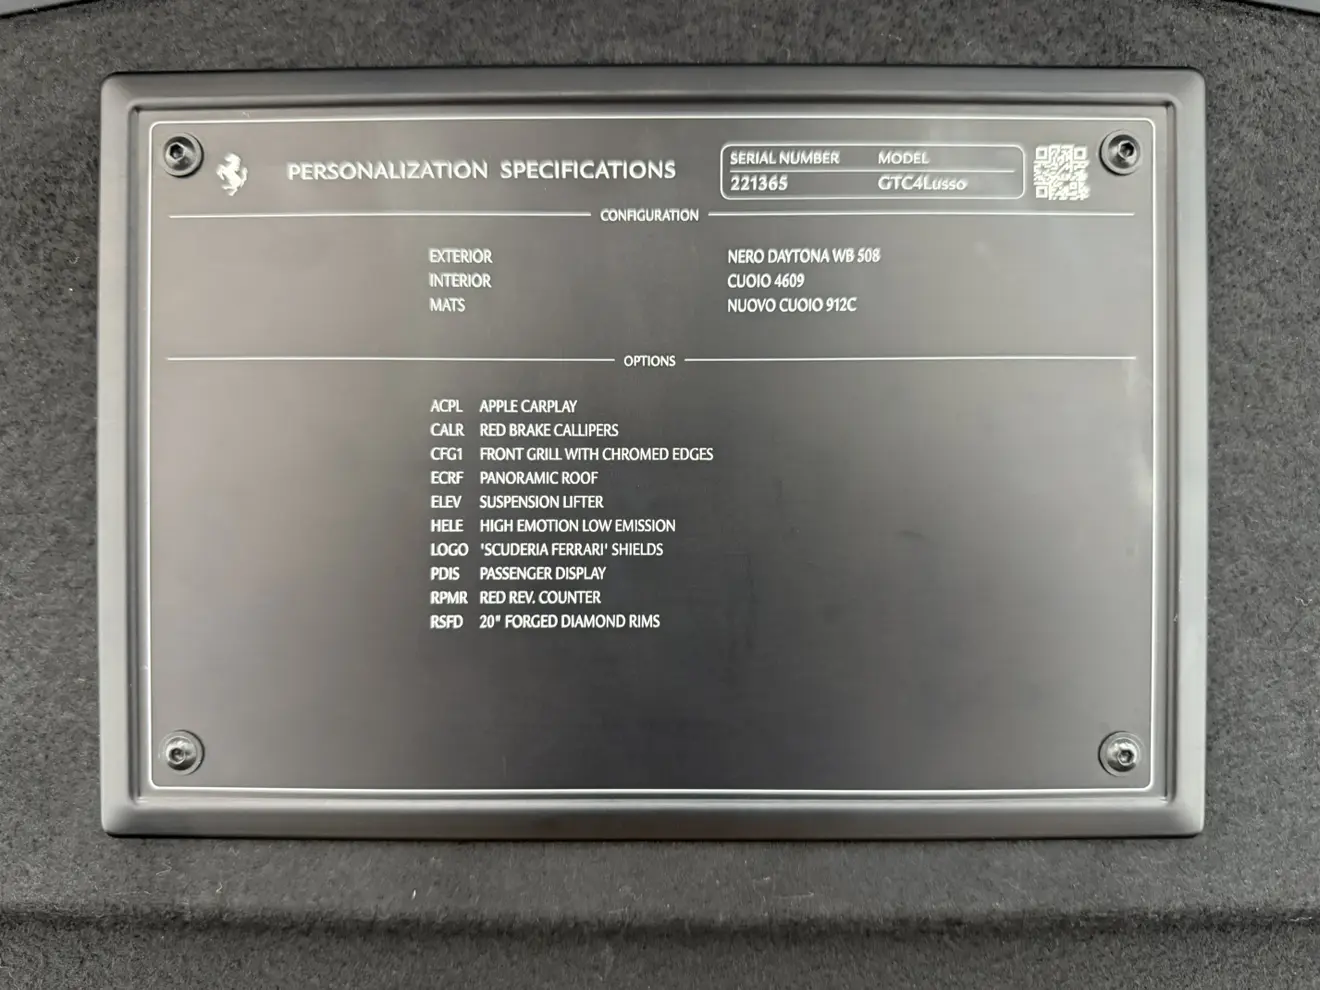 PERSONALIZATION SPECIFICATIONS
SERIAL NUMBER MODEL
221365 GTC4Lusso
CONFIGURATION
EXTERIOR NERO DAYTONA WB 508
INTERIOR CUOIO 4609
MATS NUOVO CUOIO 912C
OPTIONS
ACPL APPLE CARPLAY
CALR RED BRAKE CALLIPERS
CFG1 FRONT GRILL WITH CHROMED EDGES
ECRF PANORAMIC ROOF
ELEV SUSPENSION LIFTER
HELE HIGH EMOTION LOW EMISSION
LOGO 'SCUDERIA FERRARI' SHIELDS
PDIS PASSENGER DISPLAY
RPMR RED REV. COUNTER
RSFD 20" FORGED DIAMOND RIMS